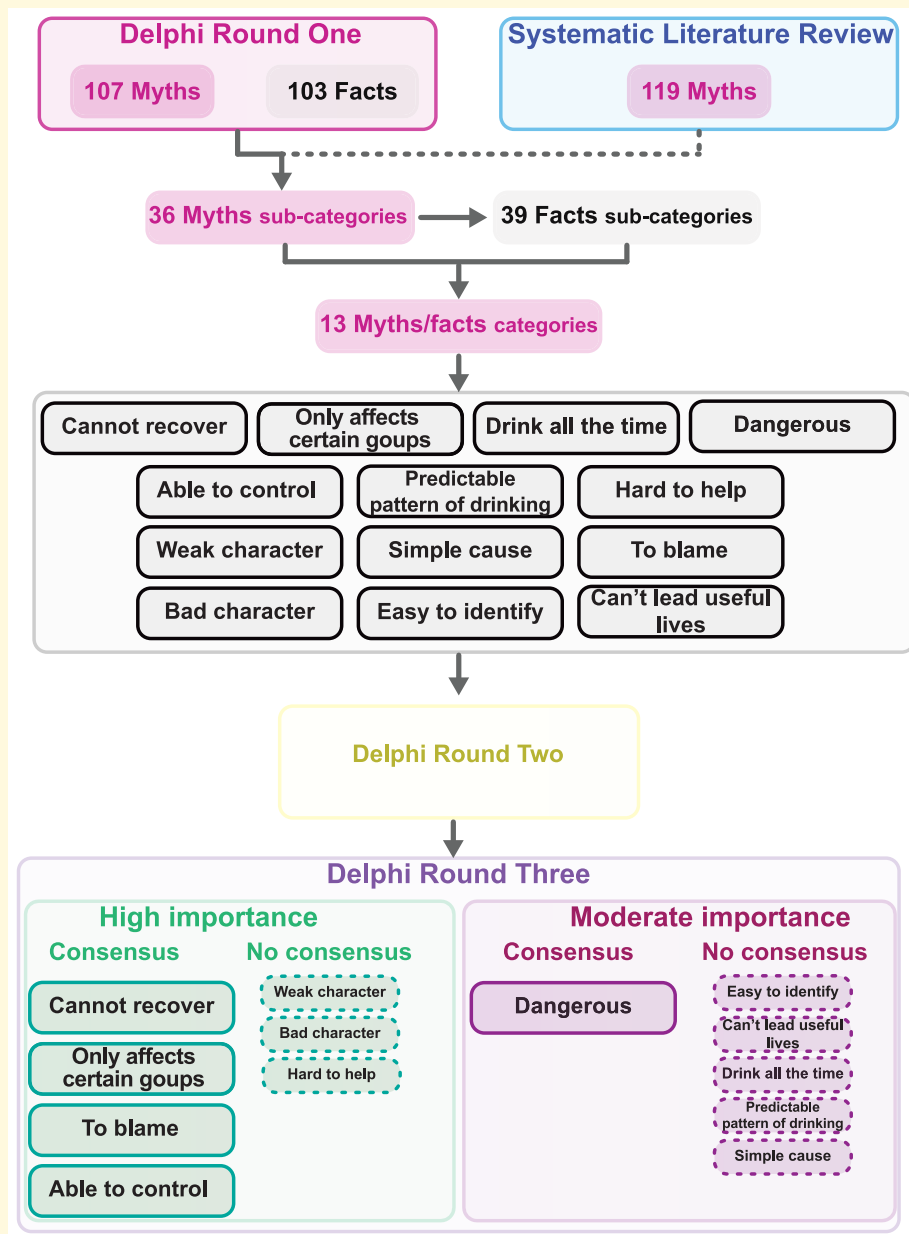 Delphi Round One
107 Myths
103 Facts
Systematic Literature Review
119 Myths
36 Myths sub-categories
39 Facts sub-categories
13 Myths/facts categories
Cannot recover
Only affects
certain goups
Drink all the time
Dangerous
Able to control
Predictable
pattern of drinking
Hard to help
Weak character
Simple cause
To blame
Bad character
Easy to identify
Can't lead useful
lives
Delphi Round Two
Delphi Round Three
High importance
Consensus
No consensus
Cannot recover
Only affects
certain goups
To blame
Able to control
Weak character
Bad character
Hard to help
Moderate importance
Consensus
No consensus
Dangerous
Easy to identify
Can't lead useful
lives
Drink all the time
Predictable
pattern of drinking
Simple cause